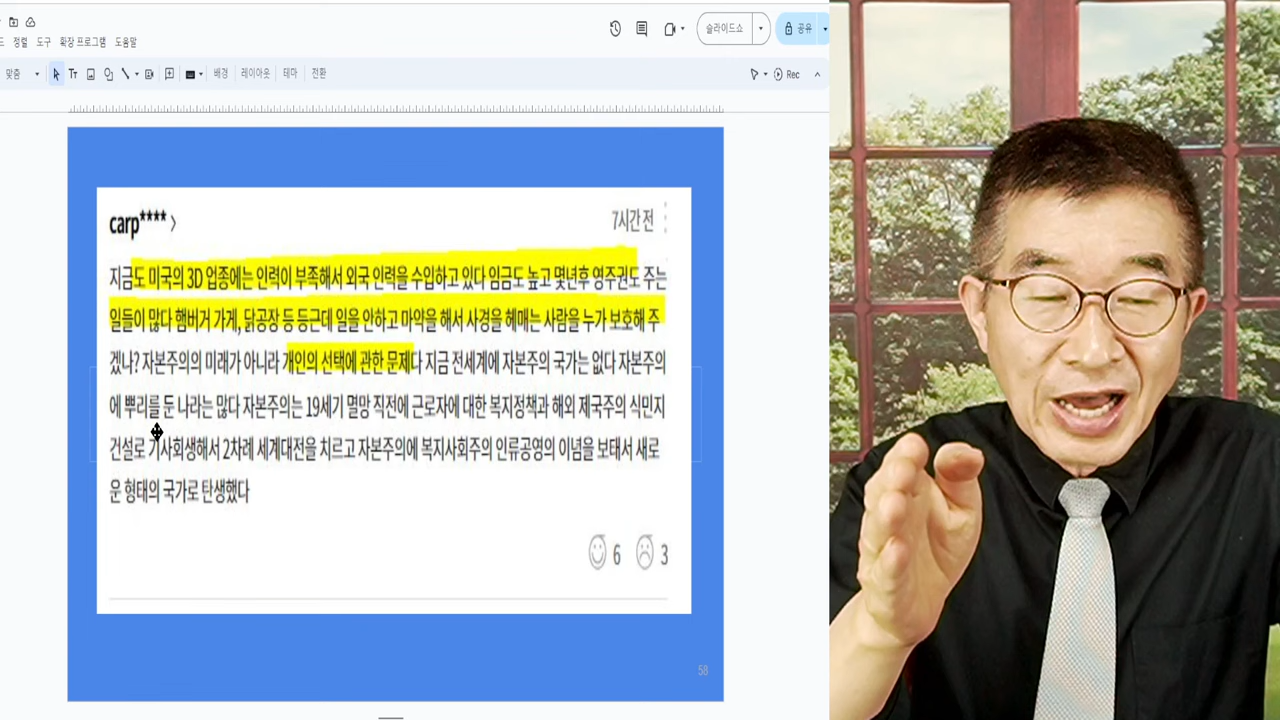 정렬 도구 확장 프로그램 도움말
슬라이드쇼
공유
맞춤
배경 레이아웃 테마 전환
Rec
carp**** 〉
7시간 전
지금도 미국의 3D 업종에는 인력이 부족해서 외국 인력을 수입하고 있다 임금도 높고 몇년후 영주권도 주는
일들이 많다 햄버거 가게, 닭공장 등 등근데 일을 안하고 마약을 해서 사경을 헤매는 사람을 누가 보호해 주
겠나? 자본주의의 미래가 아니라 개인의 선택에 관한 문제다 지금 전세계에 자본주의 국가는 없다 자본주의
에 뿌리를 둔 나라는 많다 자본주의는 19세기 멸망 직전에 근로자에 대한 복지정책과 해외 제국주의 식민지
건설로 기사회생해서 2차례 세계대전을 치르고 자본주의에 복지사회주의 인류공영의 이념을 보태서 새로
운 형태의 국가로 탄생했다
6 3
58